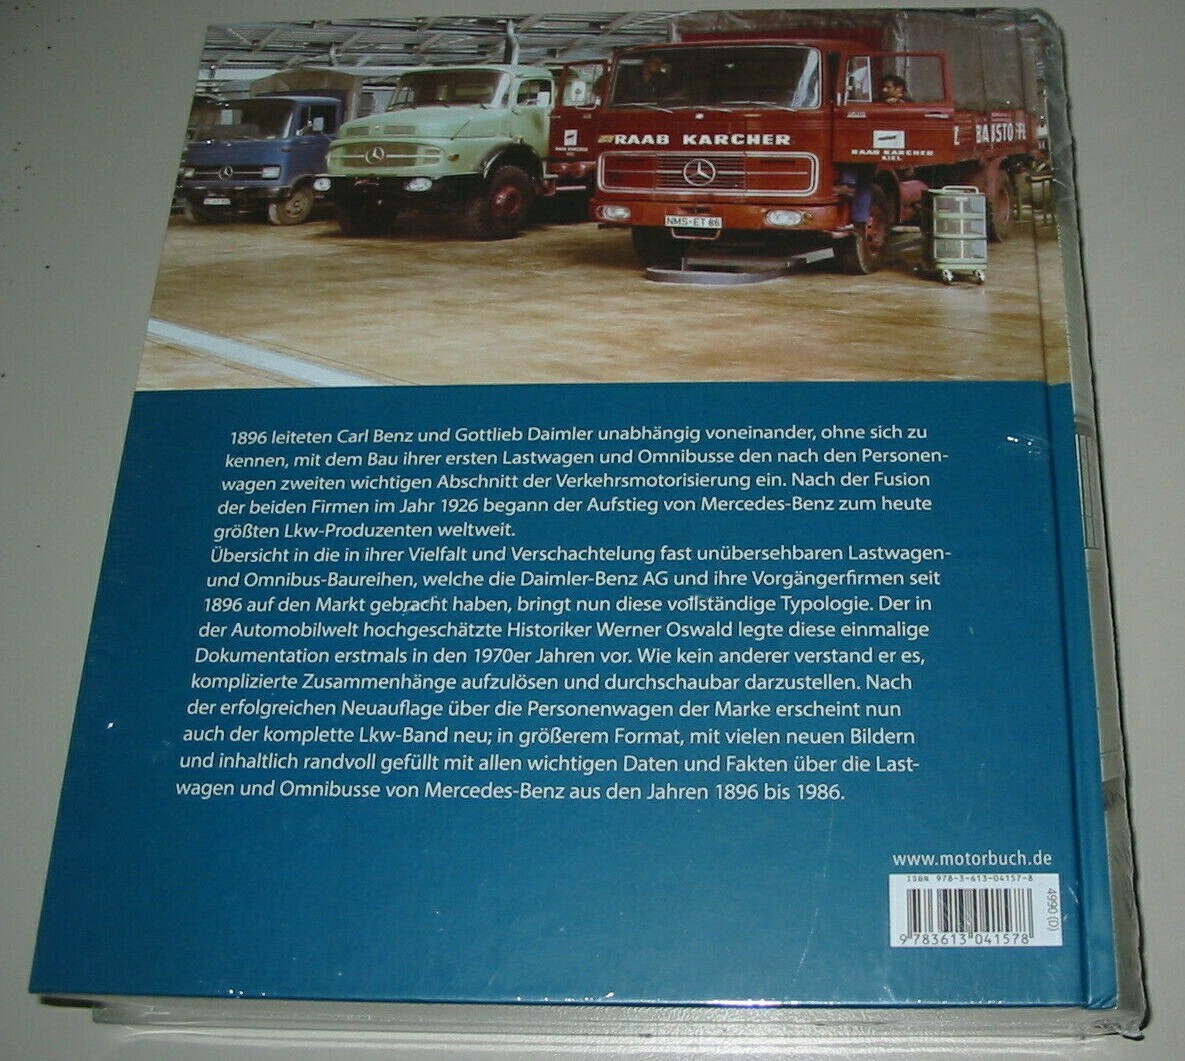 RAAB KARCHER
RAAB KARCHER
KIEL
RAAB KARCHER
KIEL
NMS-ET 86
1896 leiteten Carl Benz und Gottlieb Daimler unabhängig voneinander, ohne sich zu
kennen, mit dem Bau ihrer ersten Lastwagen und Omnibusse den nach den Personen-
wagen zweiten wichtigen Abschnitt der Verkehrsmotorisierung ein. Nach der Fusion
der beiden Firmen im Jahr 1926 begann der Aufstieg von Mercedes-Benz zum heute
größten Lkw-Produzenten weltweit.
Übersicht in die in ihrer Vielfalt und Verschachtelung fast unübersehbaren Lastwagen-
und Omnibus-Baureihen, welche die Daimler-Benz AG und ihre Vorgängerfirmen seit
1896 auf den Markt gebracht haben, bringt nun diese vollständige Typologie. Der in
der Automobilwelt hochgeschätzte Historiker Werner Oswald legte diese einmalige
Dokumentation erstmals in den 1970er Jahren vor. Wie kein anderer verstand er es,
komplizierte Zusammenhänge aufzulösen und durchschaubar darzustellen. Nach
der erfolgreichen Neuauflage über die Personenwagen der Marke erscheint nun
auch der komplette Lkw-Band neu; in größerem Format, mit vielen neuen Bildern
und inhaltlich randvoll gefüllt mit allen wichtigen Daten und Fakten über die Last-
wagen und Omnibusse von Mercedes-Benz aus den Jahren 1896 bis 1986.
www.motorbuch.de
ISBN 978-3-613-04157-8
9 783613 041578
4990 (D)